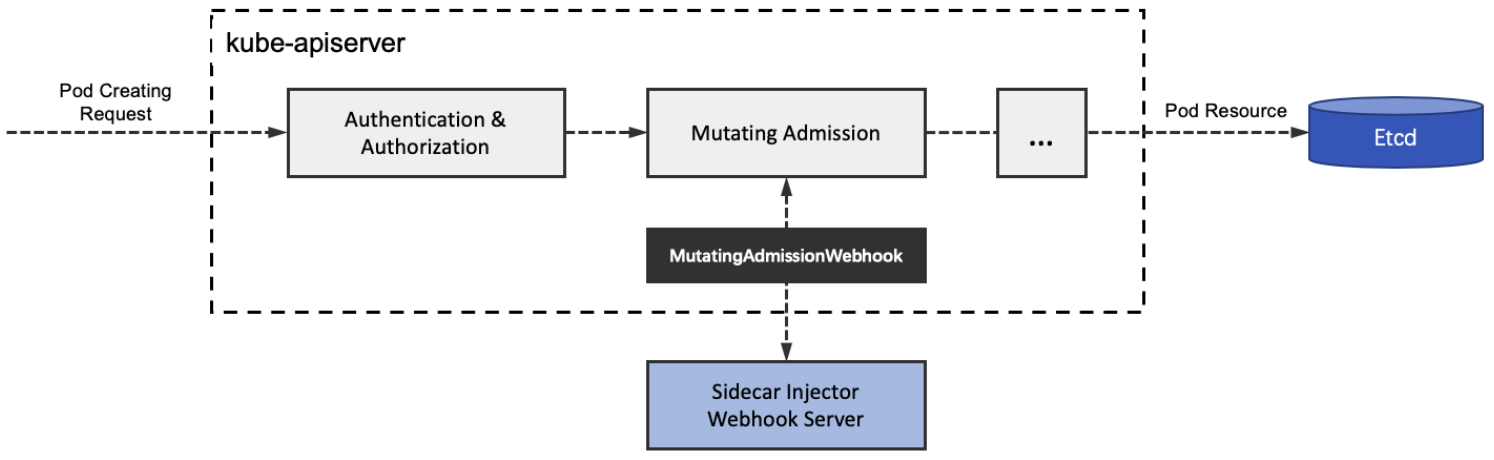 kube-apiserver
Pod Creating
Request
Authentication &
Authorization
Mutating Admission
...
Pod Resource
Etcd
MutatingAdmissionWebhook
Sidecar Injector
Webhook Server